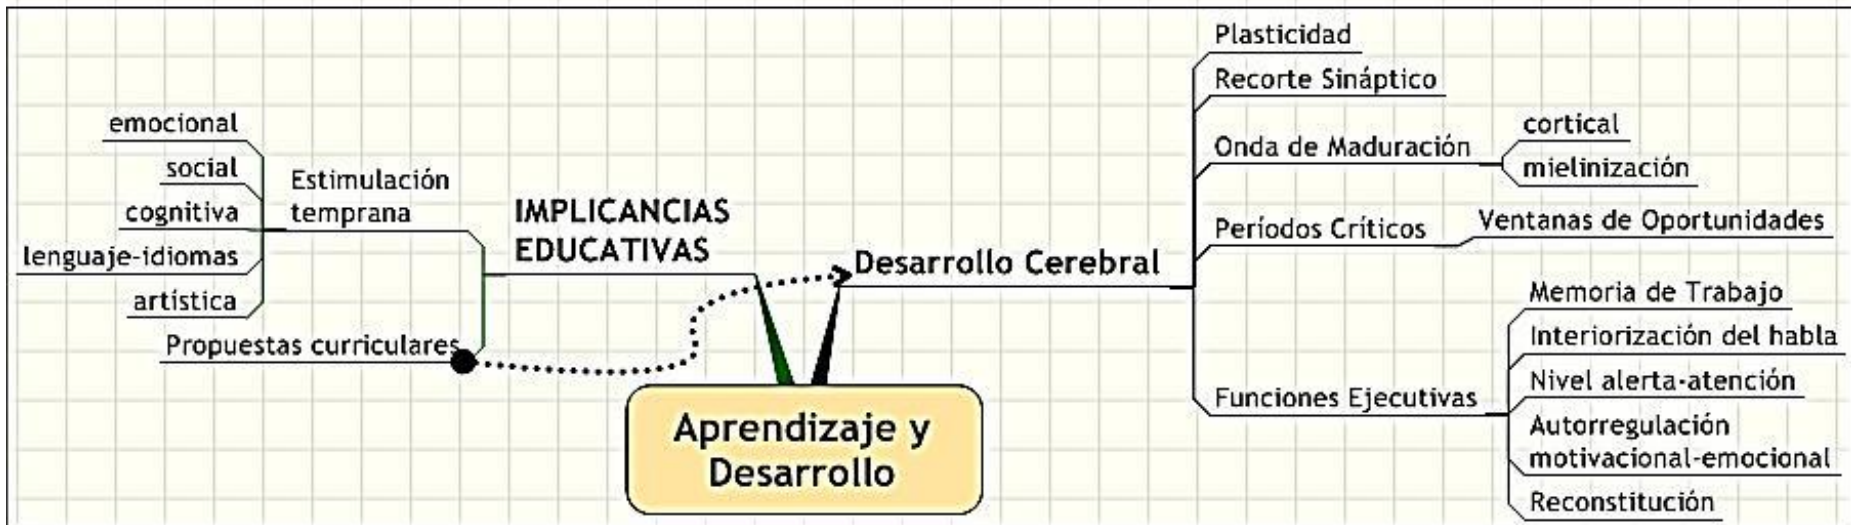 emocional
social
cognitiva
lenguaje-idiomas
artística
Estimulación
temprana
Propuestas curriculares
IMPLICANCIAS
EDUCATIVAS
Aprendizaje y
Desarrollo
Desarrollo Cerebral
Plasticidad
Recorte Sináptico
Onda de Maduración
cortical
mielinización
Períodos Críticos
Ventanas de Oportunidades
Funciones Ejecutivas
Memoria de Trabajo
Interiorización del habla
Nivel alerta-atención
Autorregulación
motivacional-emocional
Reconstitución